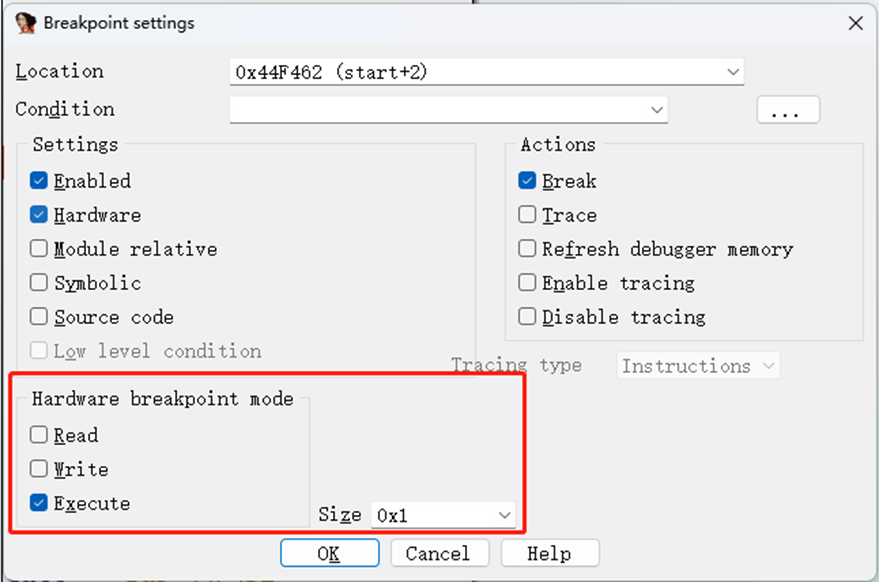 Breakpoint settings
Location 0x44F462 (start+2)
Condition ...
Settings
Enabled
Hardware
Module relative
Symbolic
Source code
Low level condition
Actions
Break
Trace
Refresh debugger memory
Enable tracing
Disable tracing
Tracing type Instructions
Hardware breakpoint mode
Read
Write
Execute
Size 0x1
OK Cancel Help